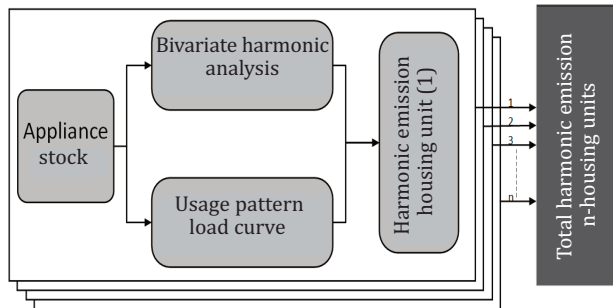 Appliance
stock
Bivariate harmonic
analysis
Usage pattern
load curve
Harmonic emission
housing unit (1)
1
2
3
n
Total harmonic emission
n-housing units